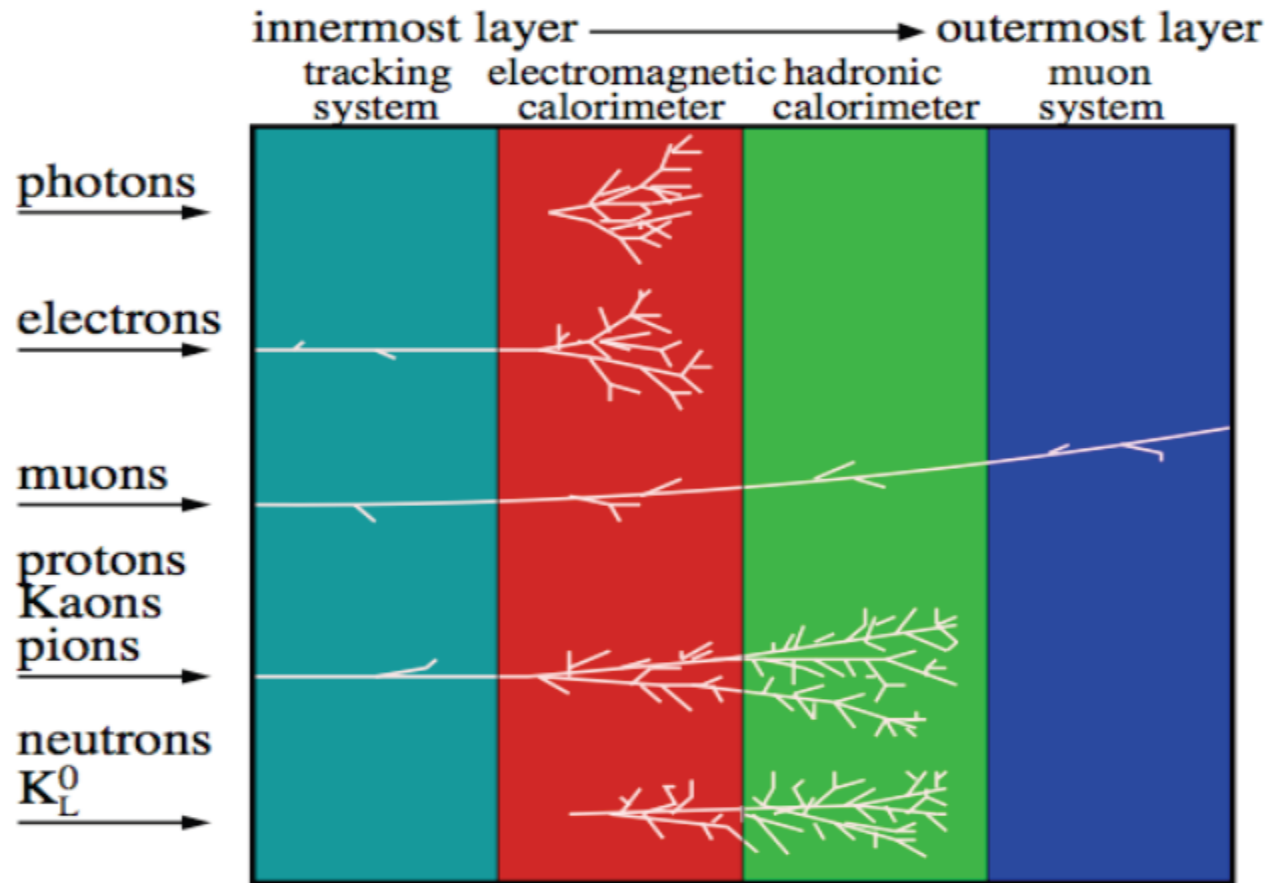 innermost layer outermost layer
tracking system
electromagnetic calorimeter
hadronic calorimeter
muon system
photons
electrons
muons
protons
Kaons
pions
neutrons
K⁰_L